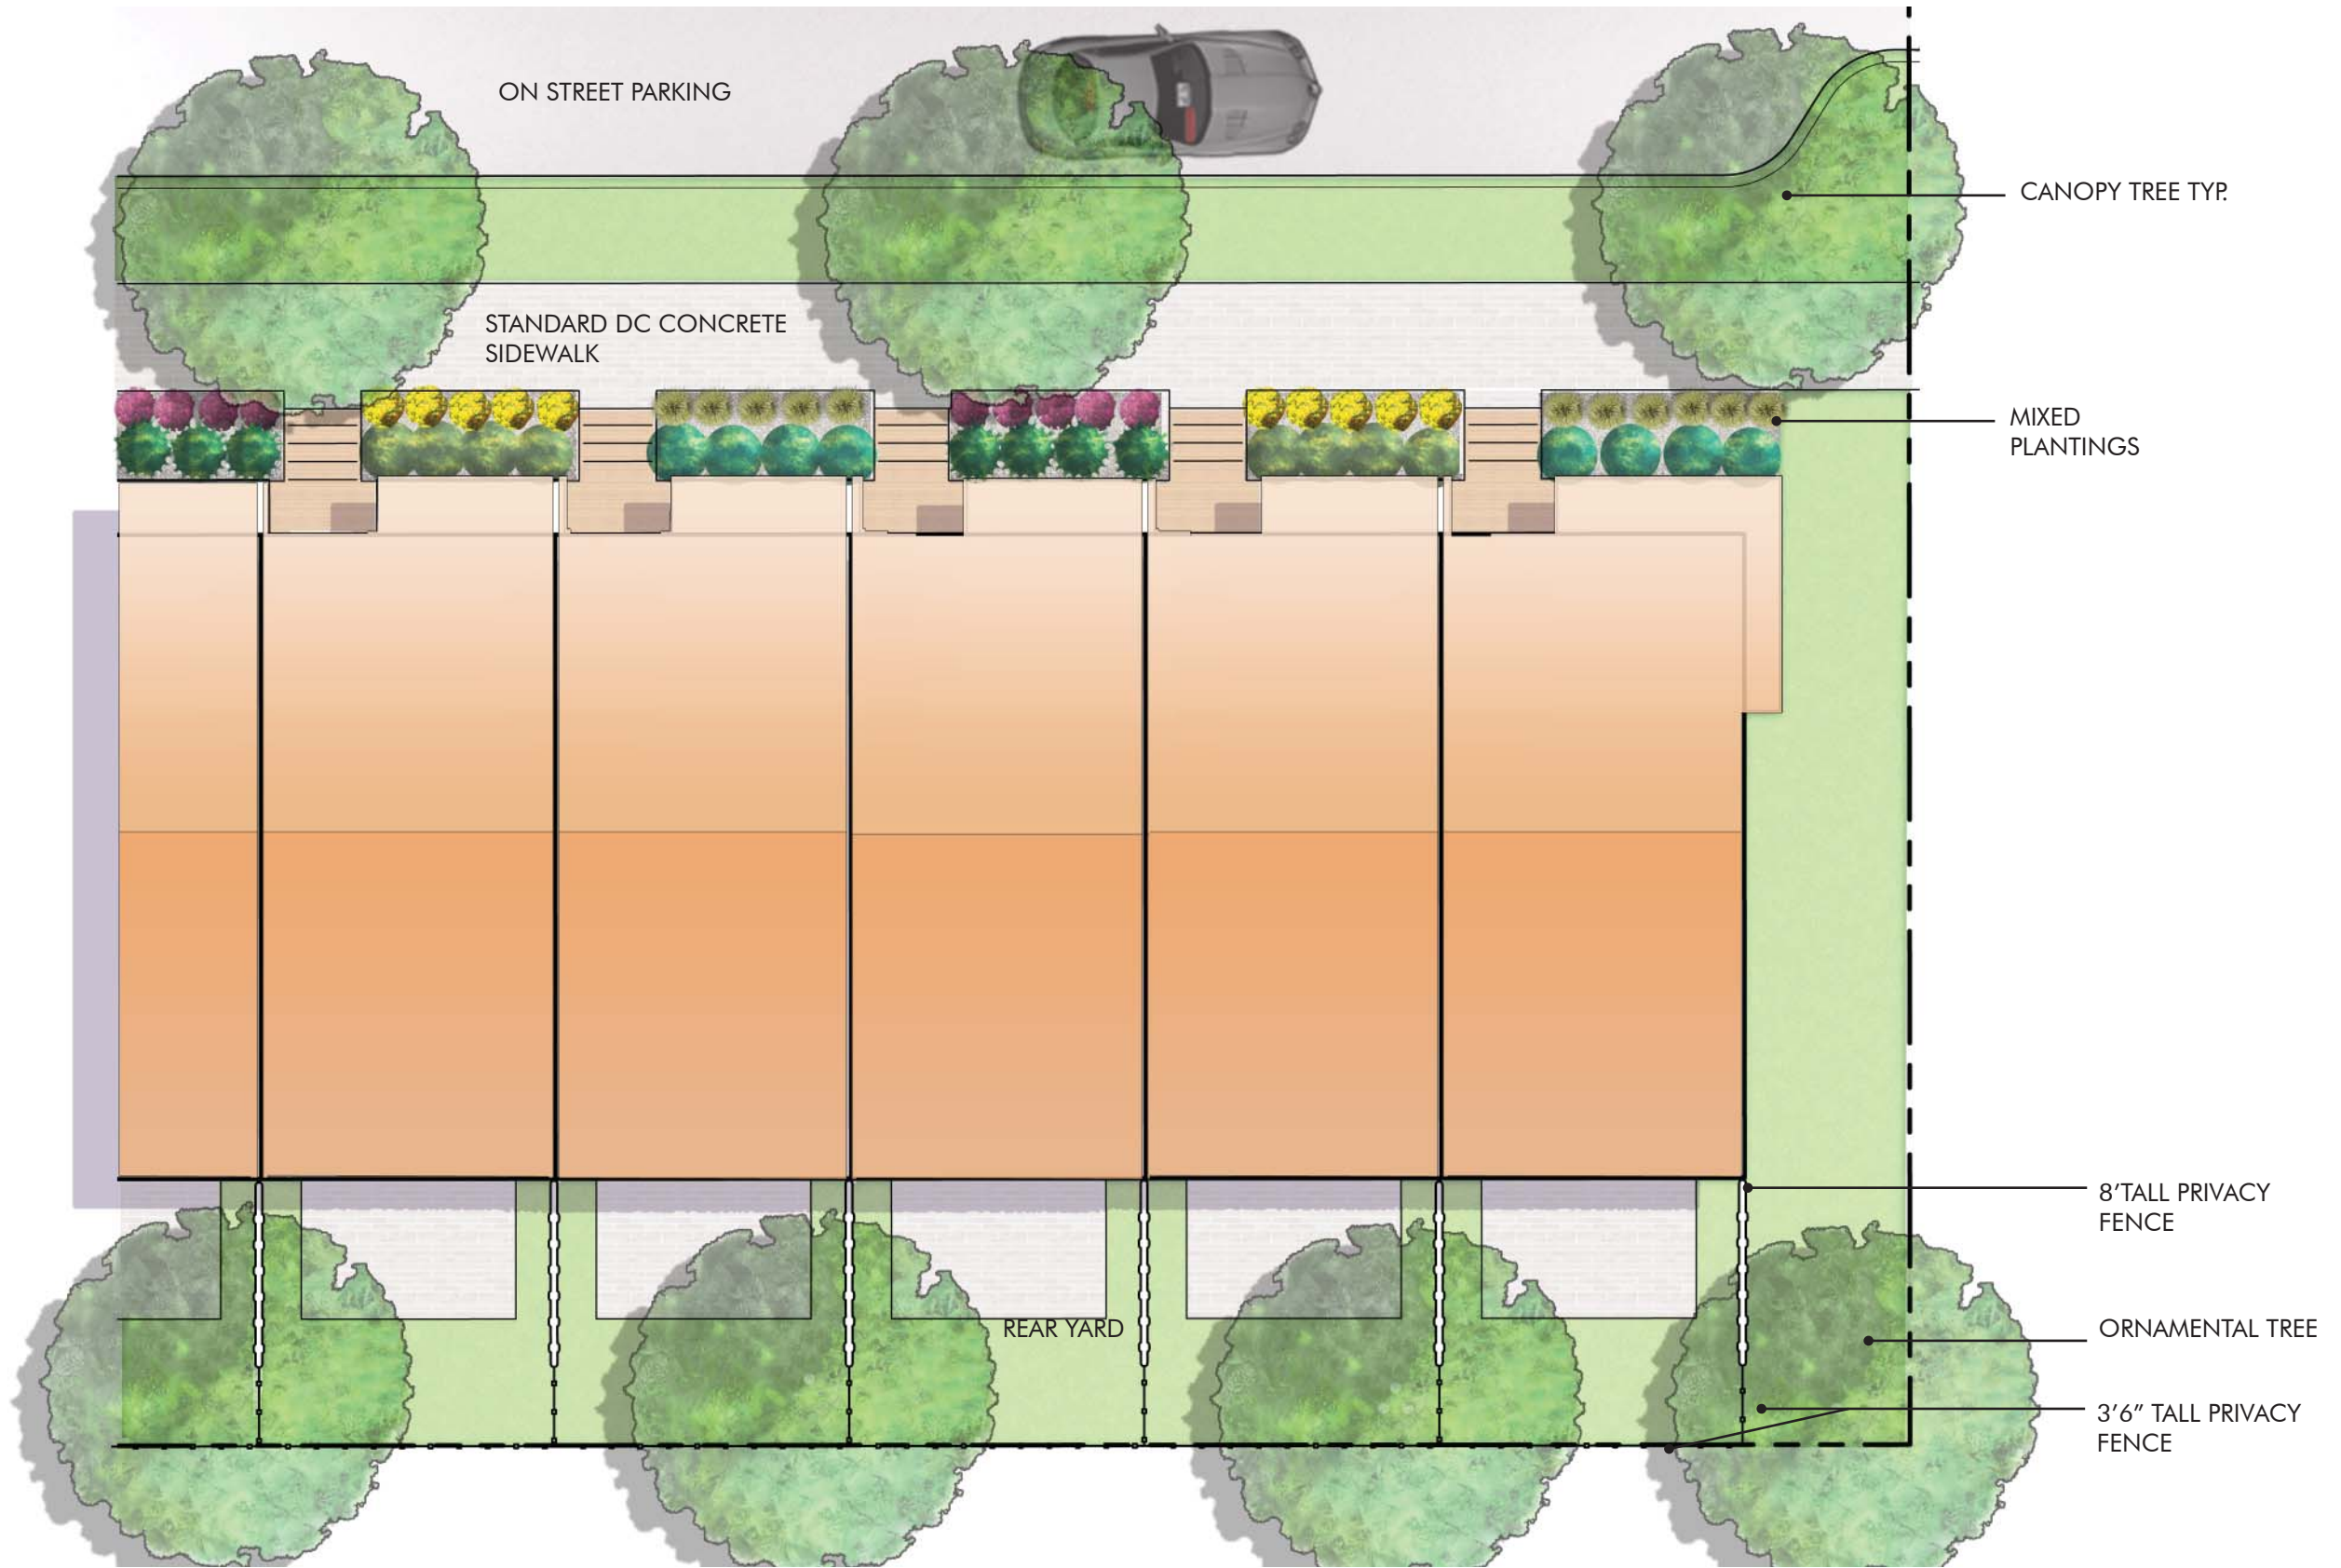 ON STREET PARKING
CANOPY TREE TYP.
STANDARD DC CONCRETE
SIDEWALK
MIXED
PLANTINGS
8'TALL PRIVACY
FENCE
REAR YARD
ORNAMENTAL TREE
3'6" TALL PRIVACY
FENCE